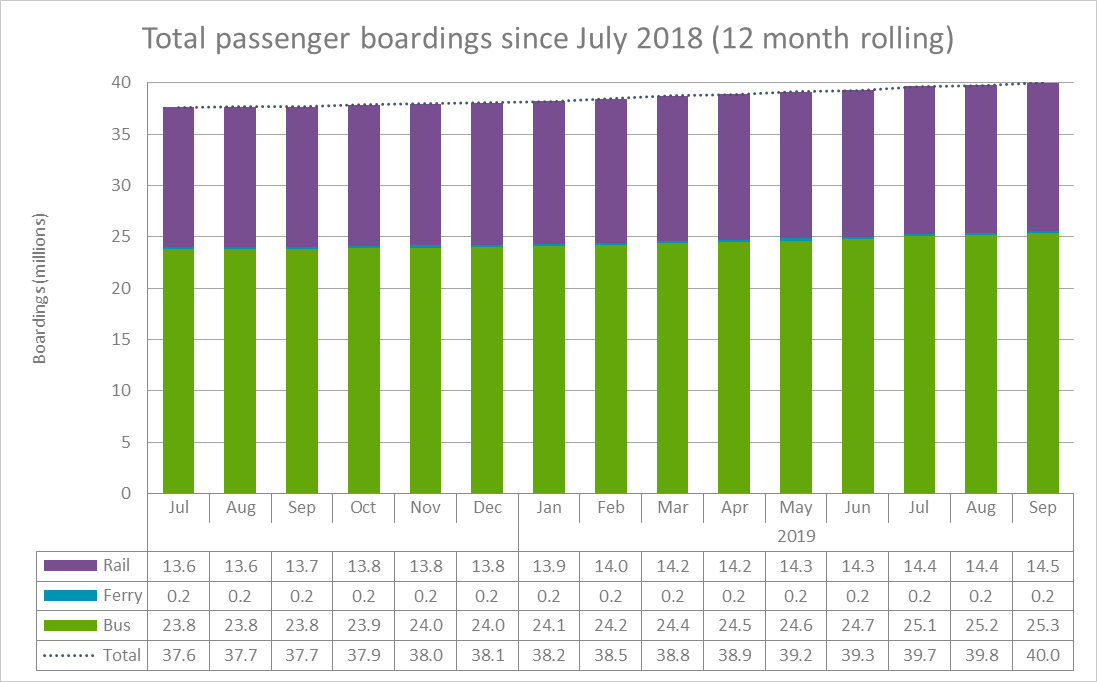 Total passenger boardings since July 2018 (12 month rolling)
40
35
30
25
20
15
10
5
0
Boardings (millions)
Jul Aug Sep Oct Nov Dec Jan Feb Mar Apr May Jun Jul Aug Sep
2019
Rail 13.6 13.6 13.7 13.8 13.8 13.8 13.9 14.0 14.2 14.2 14.3 14.3 14.4 14.4 14.5
Ferry 0.2 0.2 0.2 0.2 0.2 0.2 0.2 0.2 0.2 0.2 0.2 0.2 0.2 0.2 0.2
Bus 23.8 23.8 23.8 23.9 24.0 24.0 24.1 24.2 24.4 24.5 24.6 24.7 25.1 25.2 25.3
Total 37.6 37.7 37.7 37.9 38.0 38.1 38.2 38.5 38.8 38.9 39.2 39.3 39.7 39.8 40.0